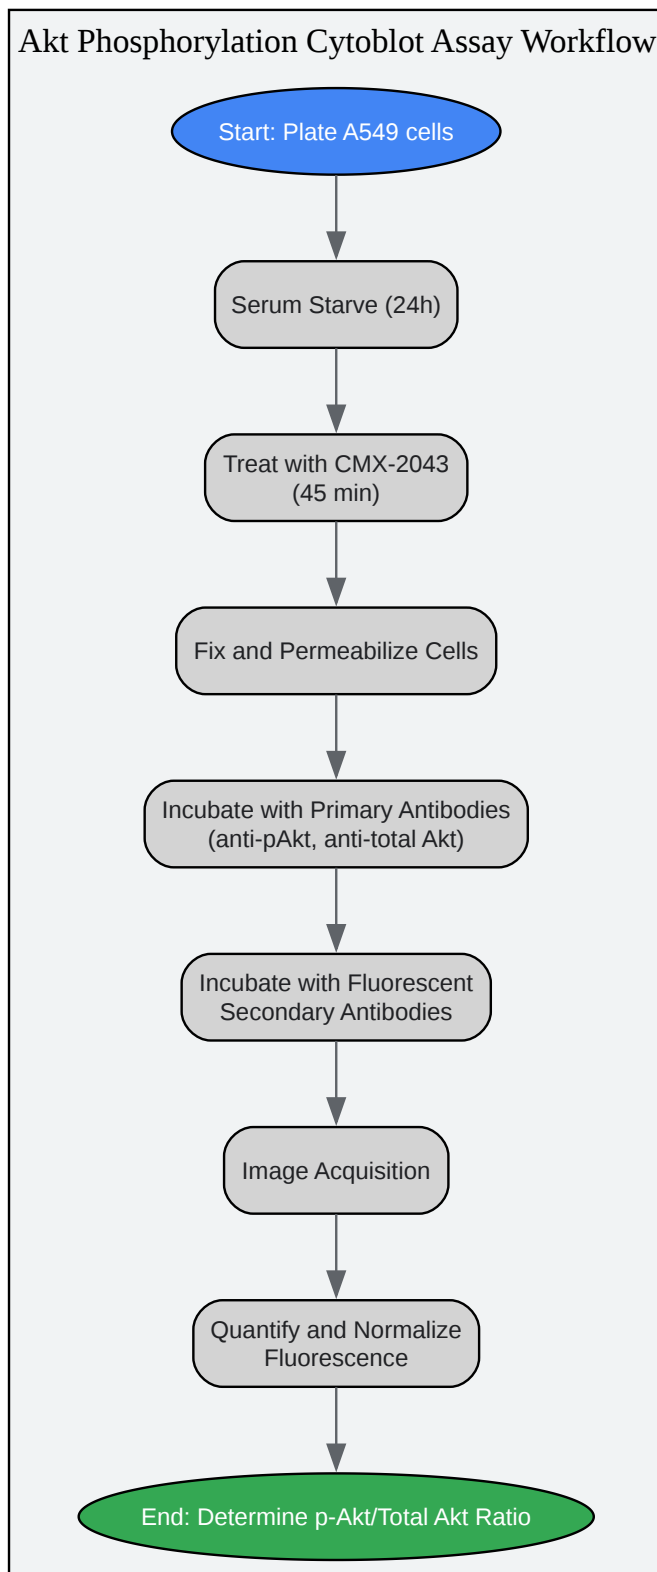 Akt Phosphorylation Cytoblot Assay Workflow
Start: Plate A549 cells
Serum Starve (24h)
Treat with CMX-2043
(45 min)
Fix and Permeabilize Cells
Incubate with Primary Antibodies
(anti-pAkt, anti-total Akt)
Incubate with Fluorescent
Secondary Antibodies
Image Acquisition
Quantify and Normalize
Fluorescence
End: Determine p-Akt/Total Akt Ratio